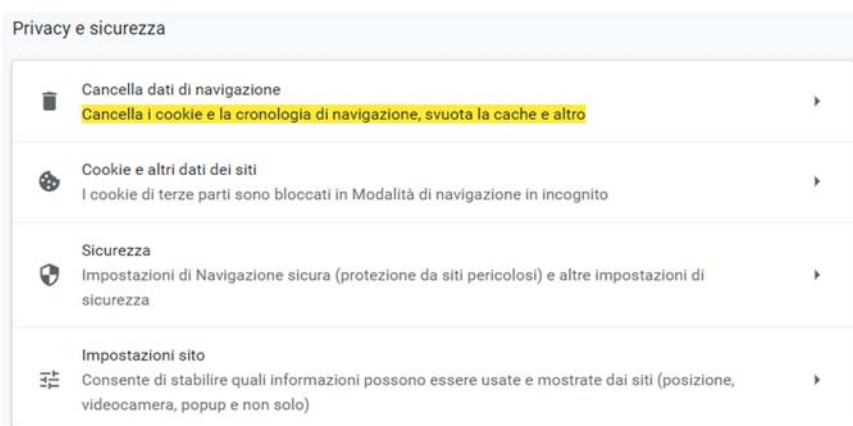 Privacy e sicurezza
Cancella dati di navigazione
Cancella i cookie e la cronologia di navigazione, svuota la cache e altro
Cookie e altri dati dei siti
I cookie di terze parti sono bloccati in Modalità di navigazione in incognito
Sicurezza
Impostazioni di Navigazione sicura (protezione da siti pericolosi) e altre impostazioni di
sicurezza
Impostazioni sito
Consente di stabilire quali informazioni possono essere usate e mostrate dai siti (posizione,
videocamera, popup e non solo)